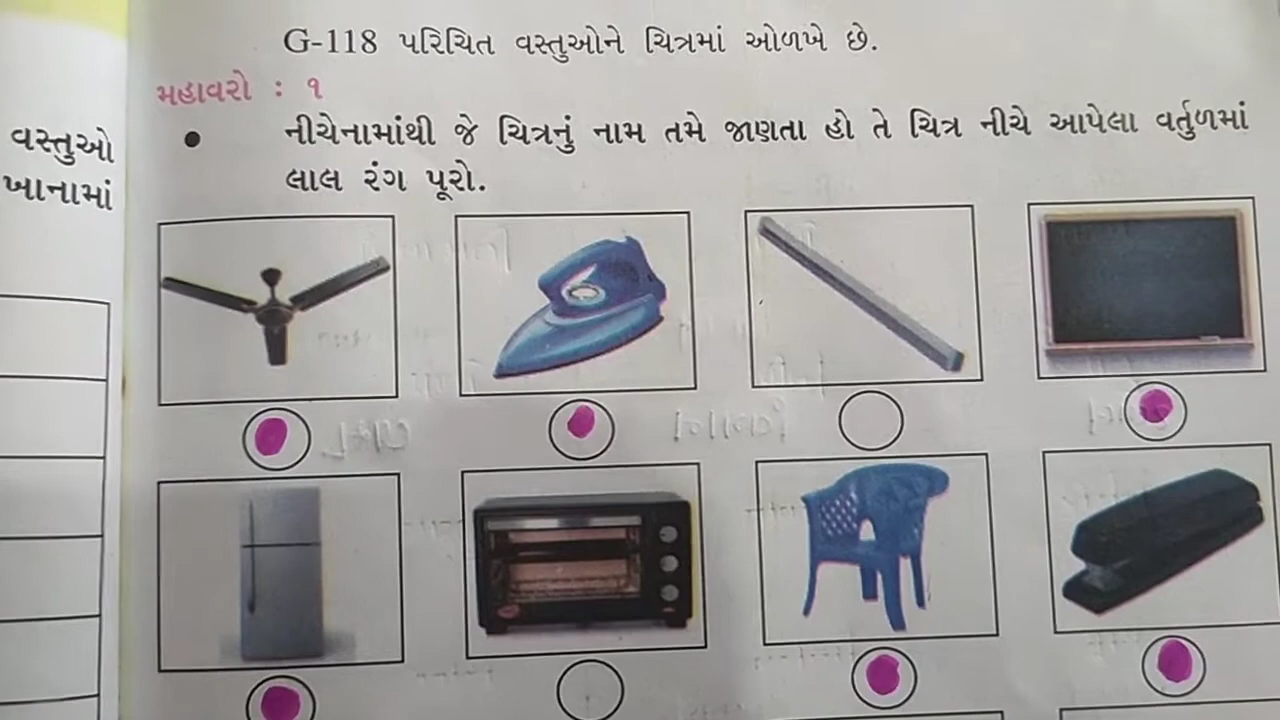 G-118 પરિચિત વસ્તુઓને ચિત્રમાં ઓળખે છે.
મહાવરો : ૧
• નીચેનામાંથી જે ચિત્રનું નામ તમે જાણતા હો તે ચિત્ર નીચે આપેલા વર્તુળમાં
લાલ રંગ પૂરો.
વસ્તુઓ
ખાનામાં